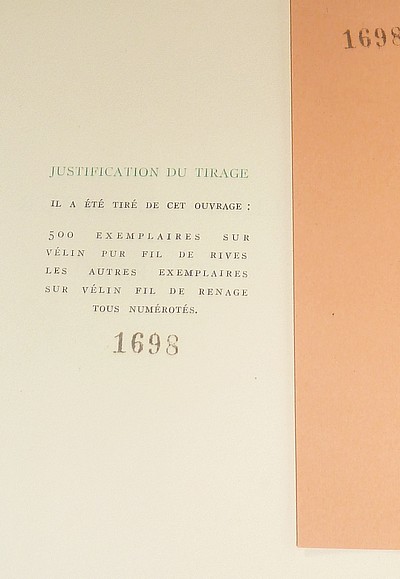 JUSTIFICATION DU TIRAGE
IL A ÉTÉ TIRÉ DE CET OUVRAGE :
500 EXEMPLAIRES SUR
VÉLIN PUR FIL DE RIVES
LES AUTRES EXEMPLAIRES
SUR VÉLIN FIL DE RENAGE
TOUS NUMÉROTÉS.
1698
1698